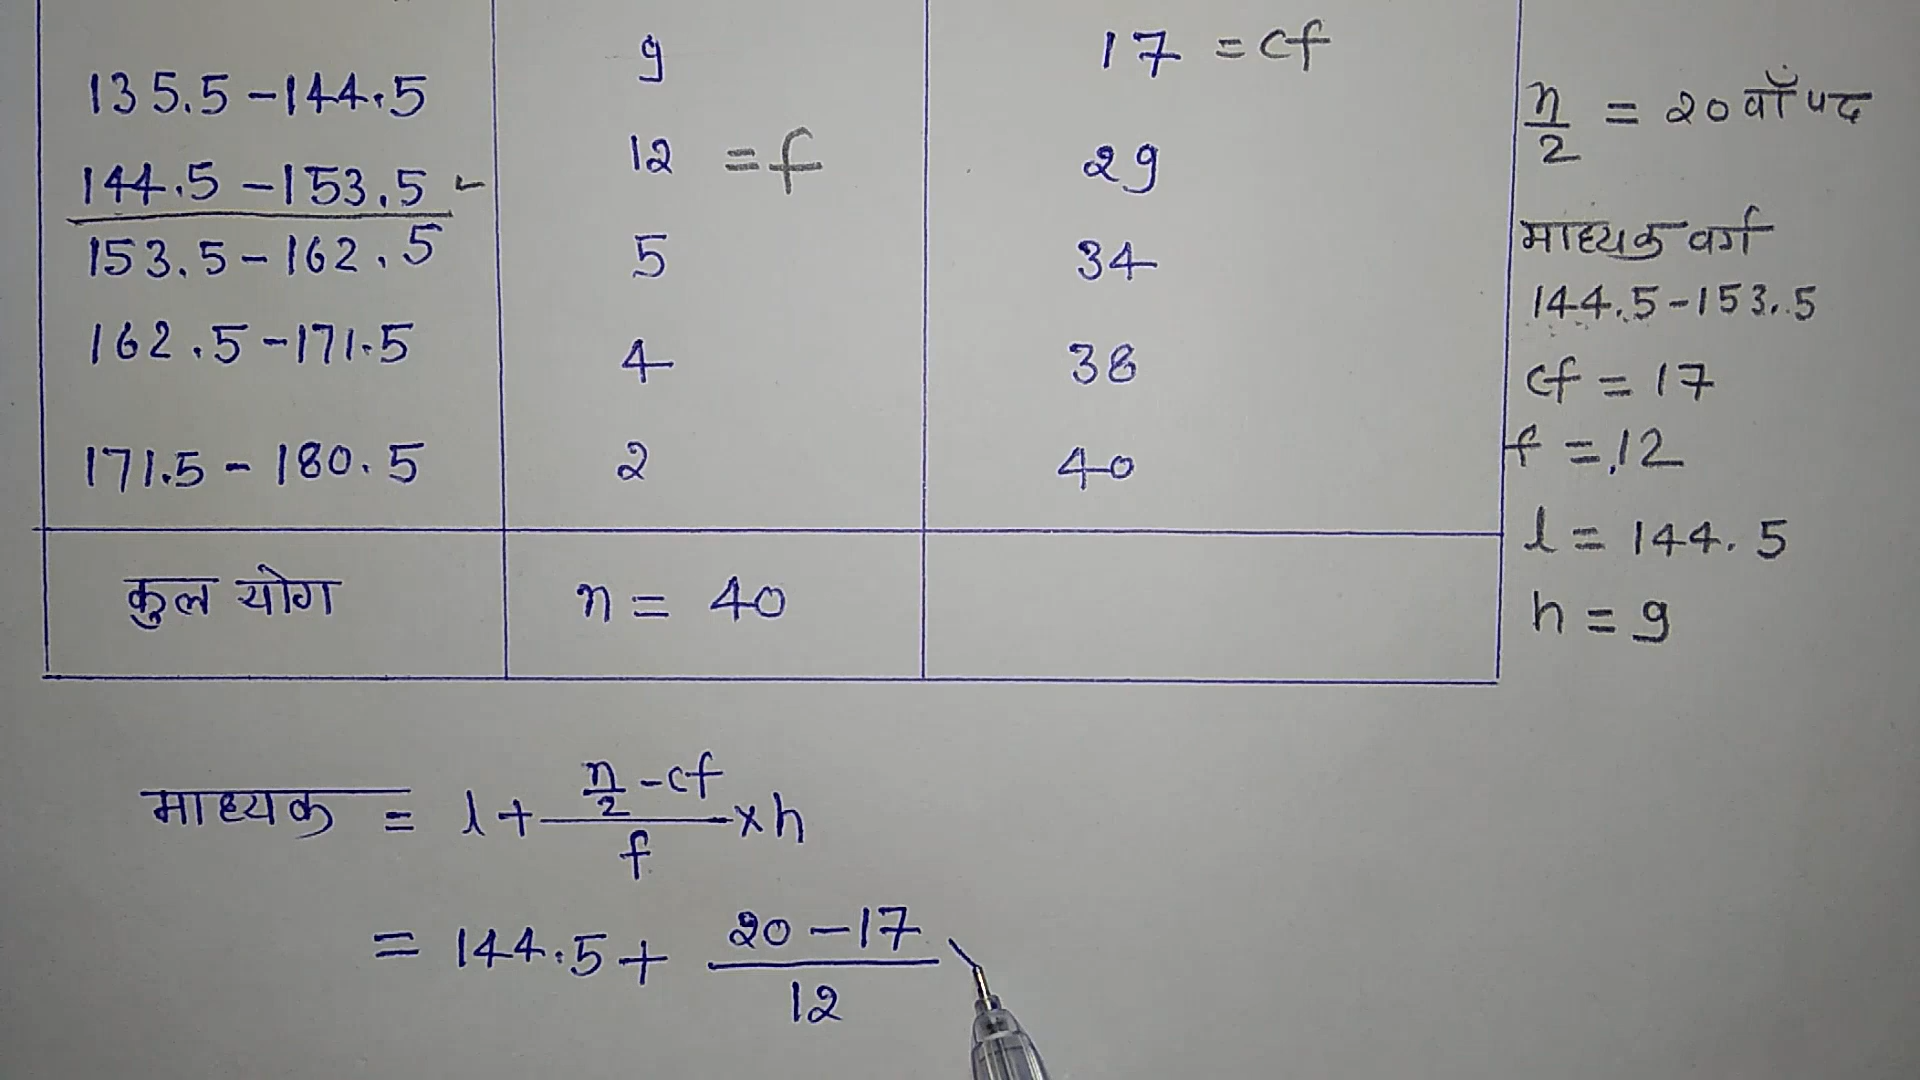 9 17 = cf
135.5 - 144.5
144.5 - 153.5 12 = f 29
153.5 - 162.5 5 34
162.5 - 171.5 4 38
171.5 - 180.5 2 40
कुल योग n = 40
n/2 = 20 वाँ पद
माध्यक वर्ग
144.5 - 153.5
cf = 17
f = 12
l = 144.5
h = 9
माध्यक = l + (n/2 - cf)/f × h
= 144.5 + (20 - 17)/12